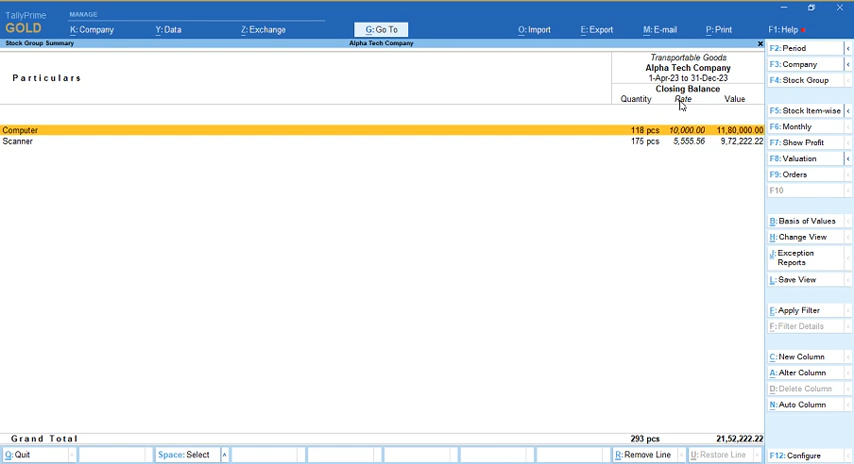 TallyPrime
GOLD
MANAGE
K: Company
Y: Data
Z: Exchange
G: Go To
O: Import
E: Export
M: E-mail
P: Print
F1: Help
Stock Group Summary
Alpha Tech Company
Particulars
Transportable Goods
Alpha Tech Company
1-Apr-23 to 31-Dec-23
Closing Balance
Quantity Rate Value
Computer 118 pcs 10,000.00 11,80,000.00
Scanner 175 pcs 5,555.56 9,72,222.22
Grand Total 293 pcs 21,52,222.22
F2: Period
F3: Company
F4: Stock Group
F5: Stock Item-wise
F6: Monthly
F7: Show Profit
F8: Valuation
F9: Orders
F10
B: Basis of Values
H: Change View
J: Exception
Reports
L: Save View
E: Apply Filter
F: Filter Details
C: New Column
A: Alter Column
D: Delete Column
N: Auto Column
F12: Configure
Q: Quit
Space: Select
R: Remove Line
U: Restore Line